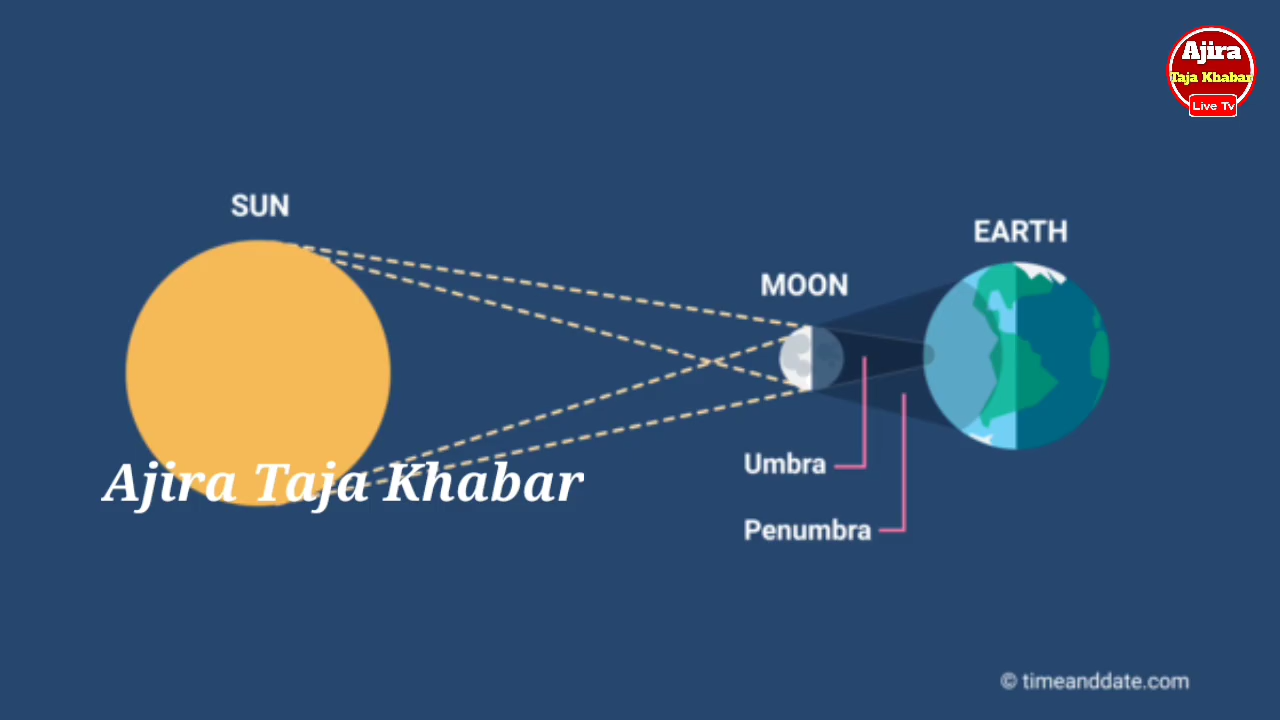 Ajira
Taja Khabar
Live Tv
SUN
EARTH
MOON
Umbra
Ajira Taja Khabar
Penumbra
© timeanddate.com